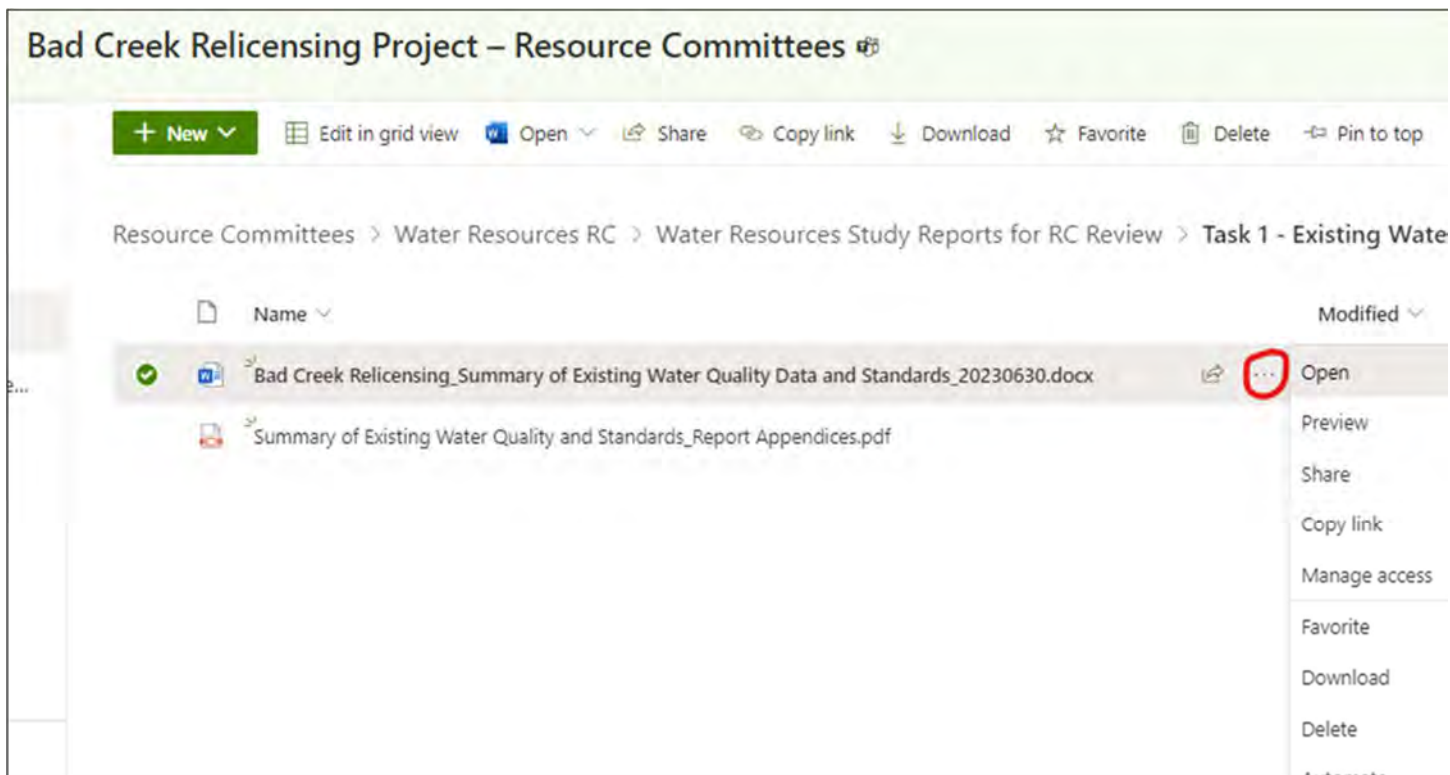 Bad Creek Relicensing Project – Resource Committees
New
Edit in grid view
Open
Share
Copy link
Download
Favorite
Delete
Pin to top
Resource Committees > Water Resources RC > Water Resources Study Reports for RC Review > Task 1 - Existing Wate
Name
Modified
e...
Bad Creek Relicensing_Summary of Existing Water Quality Data and Standards_20230630.docx
Summary of Existing Water Quality and Standards_Report Appendices.pdf
Open
Preview
Share
Copy link
Manage access
Favorite
Download
Delete